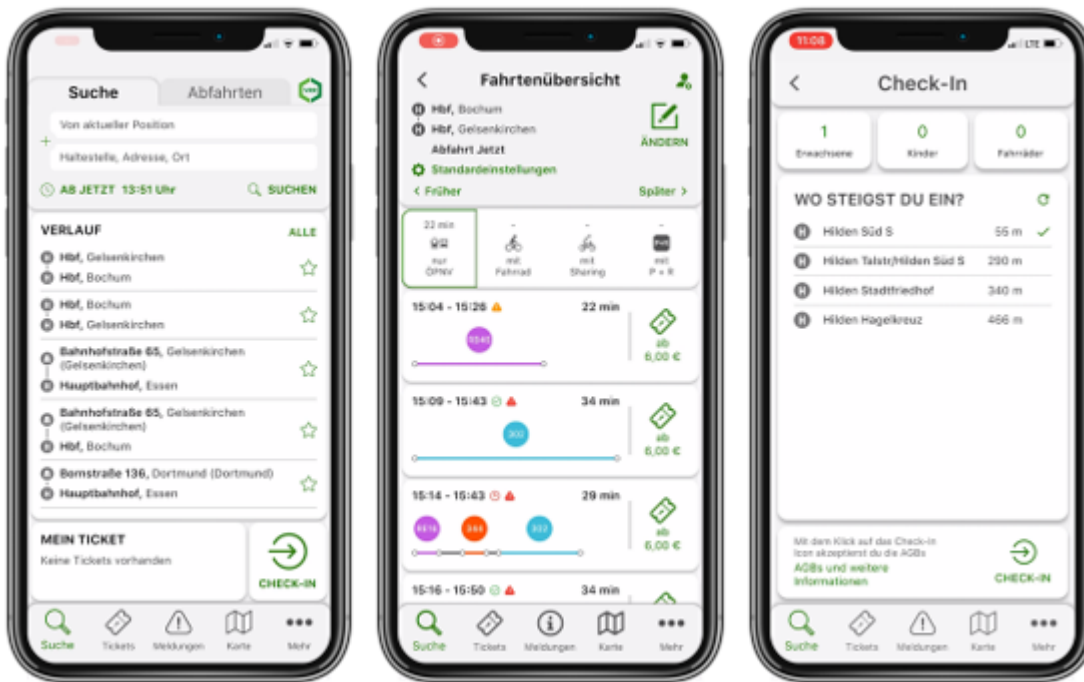 Suche
Abfahrten
Von aktueller Position
+
Haltestelle, Adresse, Ort
AB JETZT 13:51 Uhr
SUCHEN
VERLAUF
ALLE
Hbf, Gelsenkirchen
Hbf, Bochum
Hbf, Bochum
Hbf, Gelsenkirchen
Bahnhofstraße 65, Gelsenkirchen
(Gelsenkirchen)
Hauptbahnhof, Essen
Bahnhofstraße 65, Gelsenkirchen
(Gelsenkirchen)
Hbf, Bochum
Bornstraße 136, Dortmund (Dortmund)
Hauptbahnhof, Essen
MEIN TICKET
Keine Tickets vorhanden
CHECK-IN
Suche
Tickets
Meldungen
Karte
Mehr
Fahrtenübersicht
H Hbf, Bochum
H Hbf, Gelsenkirchen
Abfahrt Jetzt
ÄNDERN
Standardeinstellungen
< Früher
Später >
22 min
nur
ÖPNV
-
mit
Fahrrad
-
mit
Sharing
-
P+R
mit
P + R
15:04 - 15:26
22 min
ab
6,00 €
15:09 - 15:43
34 min
302
ab
6,00 €
15:14 - 15:43
29 min
302
ab
6,00 €
15:16 - 15:50
34 min
Suche
Tickets
Meldungen
Karte
Mehr
11:08
LTE
Check-In
1
Erwachsene
0
Kinder
0
Fahrräder
WO STEIGST DU EIN?
H Hilden Süd S 55 m
H Hilden Talstr/Hilden Süd S 290 m
H Hilden Stadtfriedhof 340 m
H Hilden Hagelkreuz 466 m
Mit dem Klick auf das Check-In
Icon akzeptierst du die AGBs
AGBs und weitere
Informationen
CHECK-IN
Suche
Tickets
Meldungen
Karte
Mehr